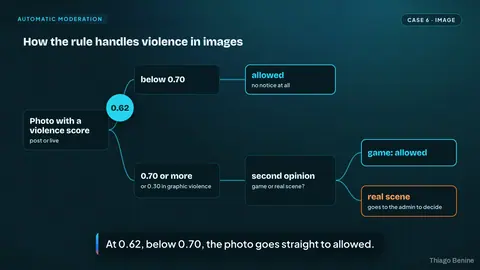 AUTOMATIC MODERATION
CASE 6 · IMAGE
How the rule handles violence in images
below 0.70
allowed
no notice at all
0.62
Photo with a
violence score
post or live
game: allowed
0.70 or more
or 0.30 in graphic violence
second opinion
game or real scene?
real scene
goes to the admin to decide
At 0.62, below 0.70, the photo goes straight to allowed.
Thiago Benine